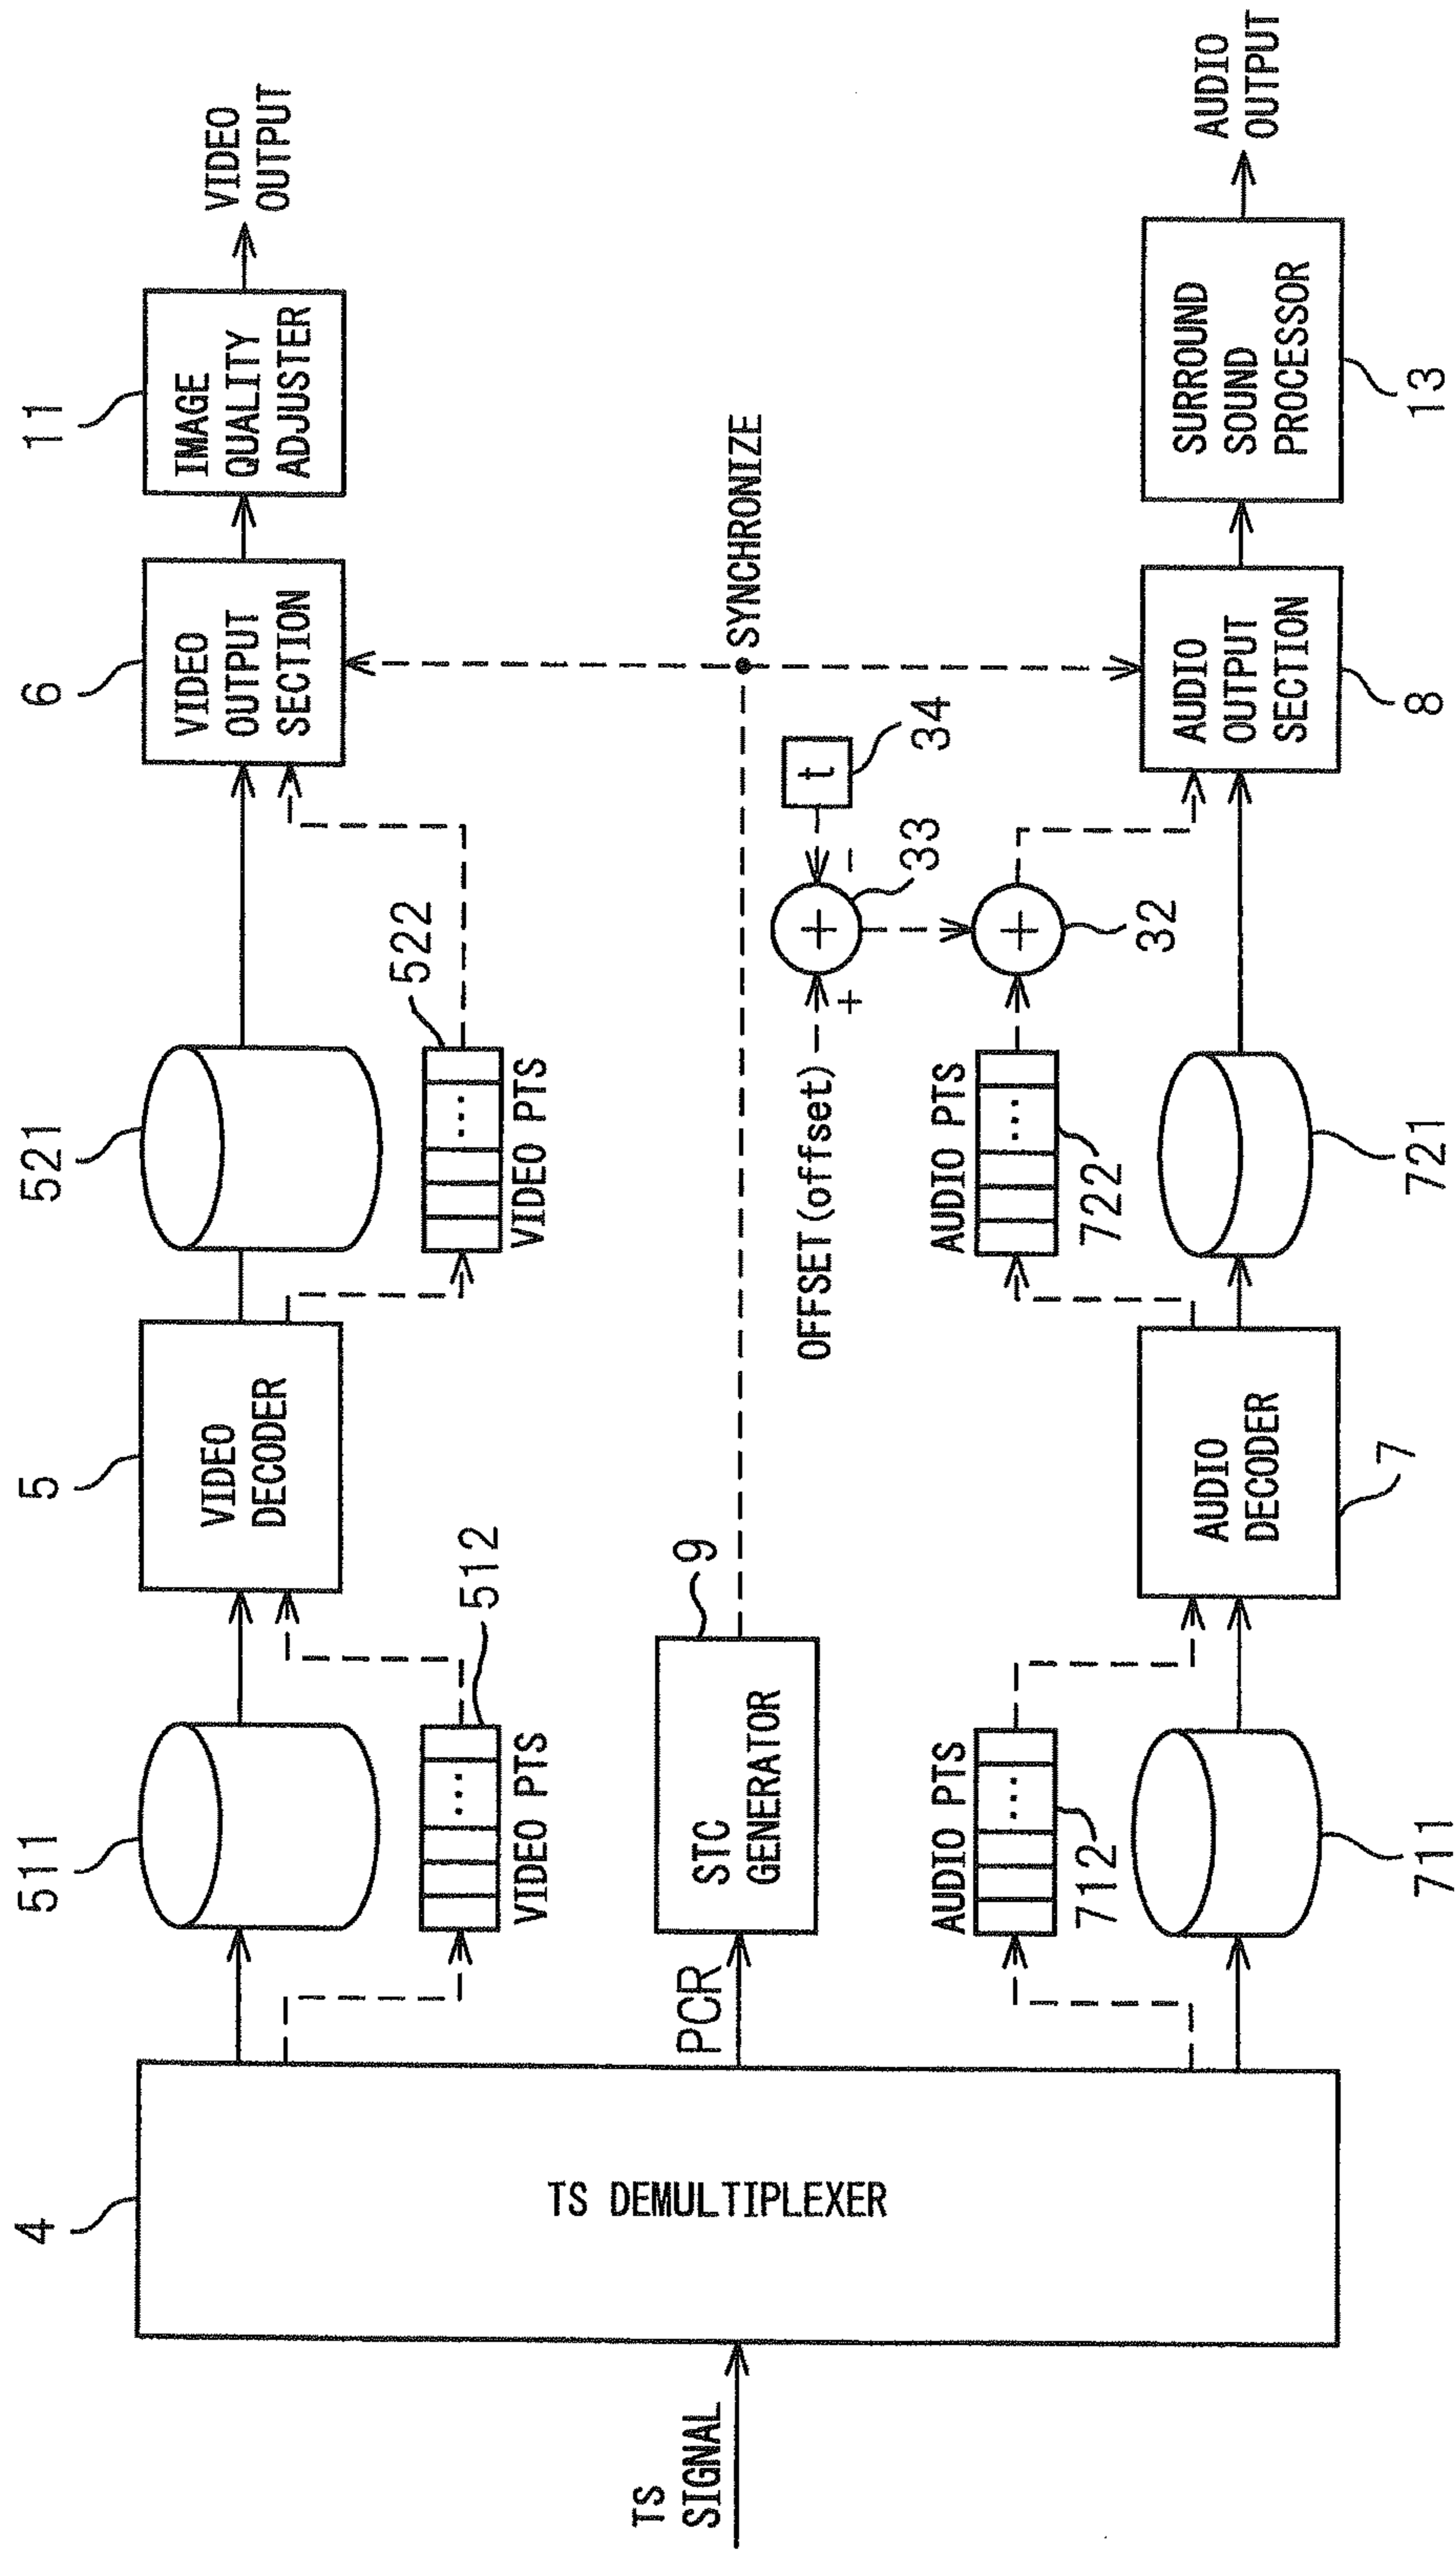 11
IMAGE
QUALITY
ADJUSTER
VIDEO
OUTPUT
6
VIDEO
OUTPUT
SECTION
521
522
VIDEO PTS
5
VIDEO
DECODER
511
512
VIDEO PTS
4
TS DEMULTIPLEXER
TS
SIGNAL
PCR
STC
GENERATOR
9
SYNCHRONIZE
t
34
+
-
33
+
OFFSET(offset)
+
32
AUDIO PTS
...
712
711
AUDIO
DECODER
7
AUDIO PTS
...
722
721
AUDIO
OUTPUT
SECTION
8
SURROUND
SOUND
PROCESSOR
13
AUDIO
OUTPUT
...
...